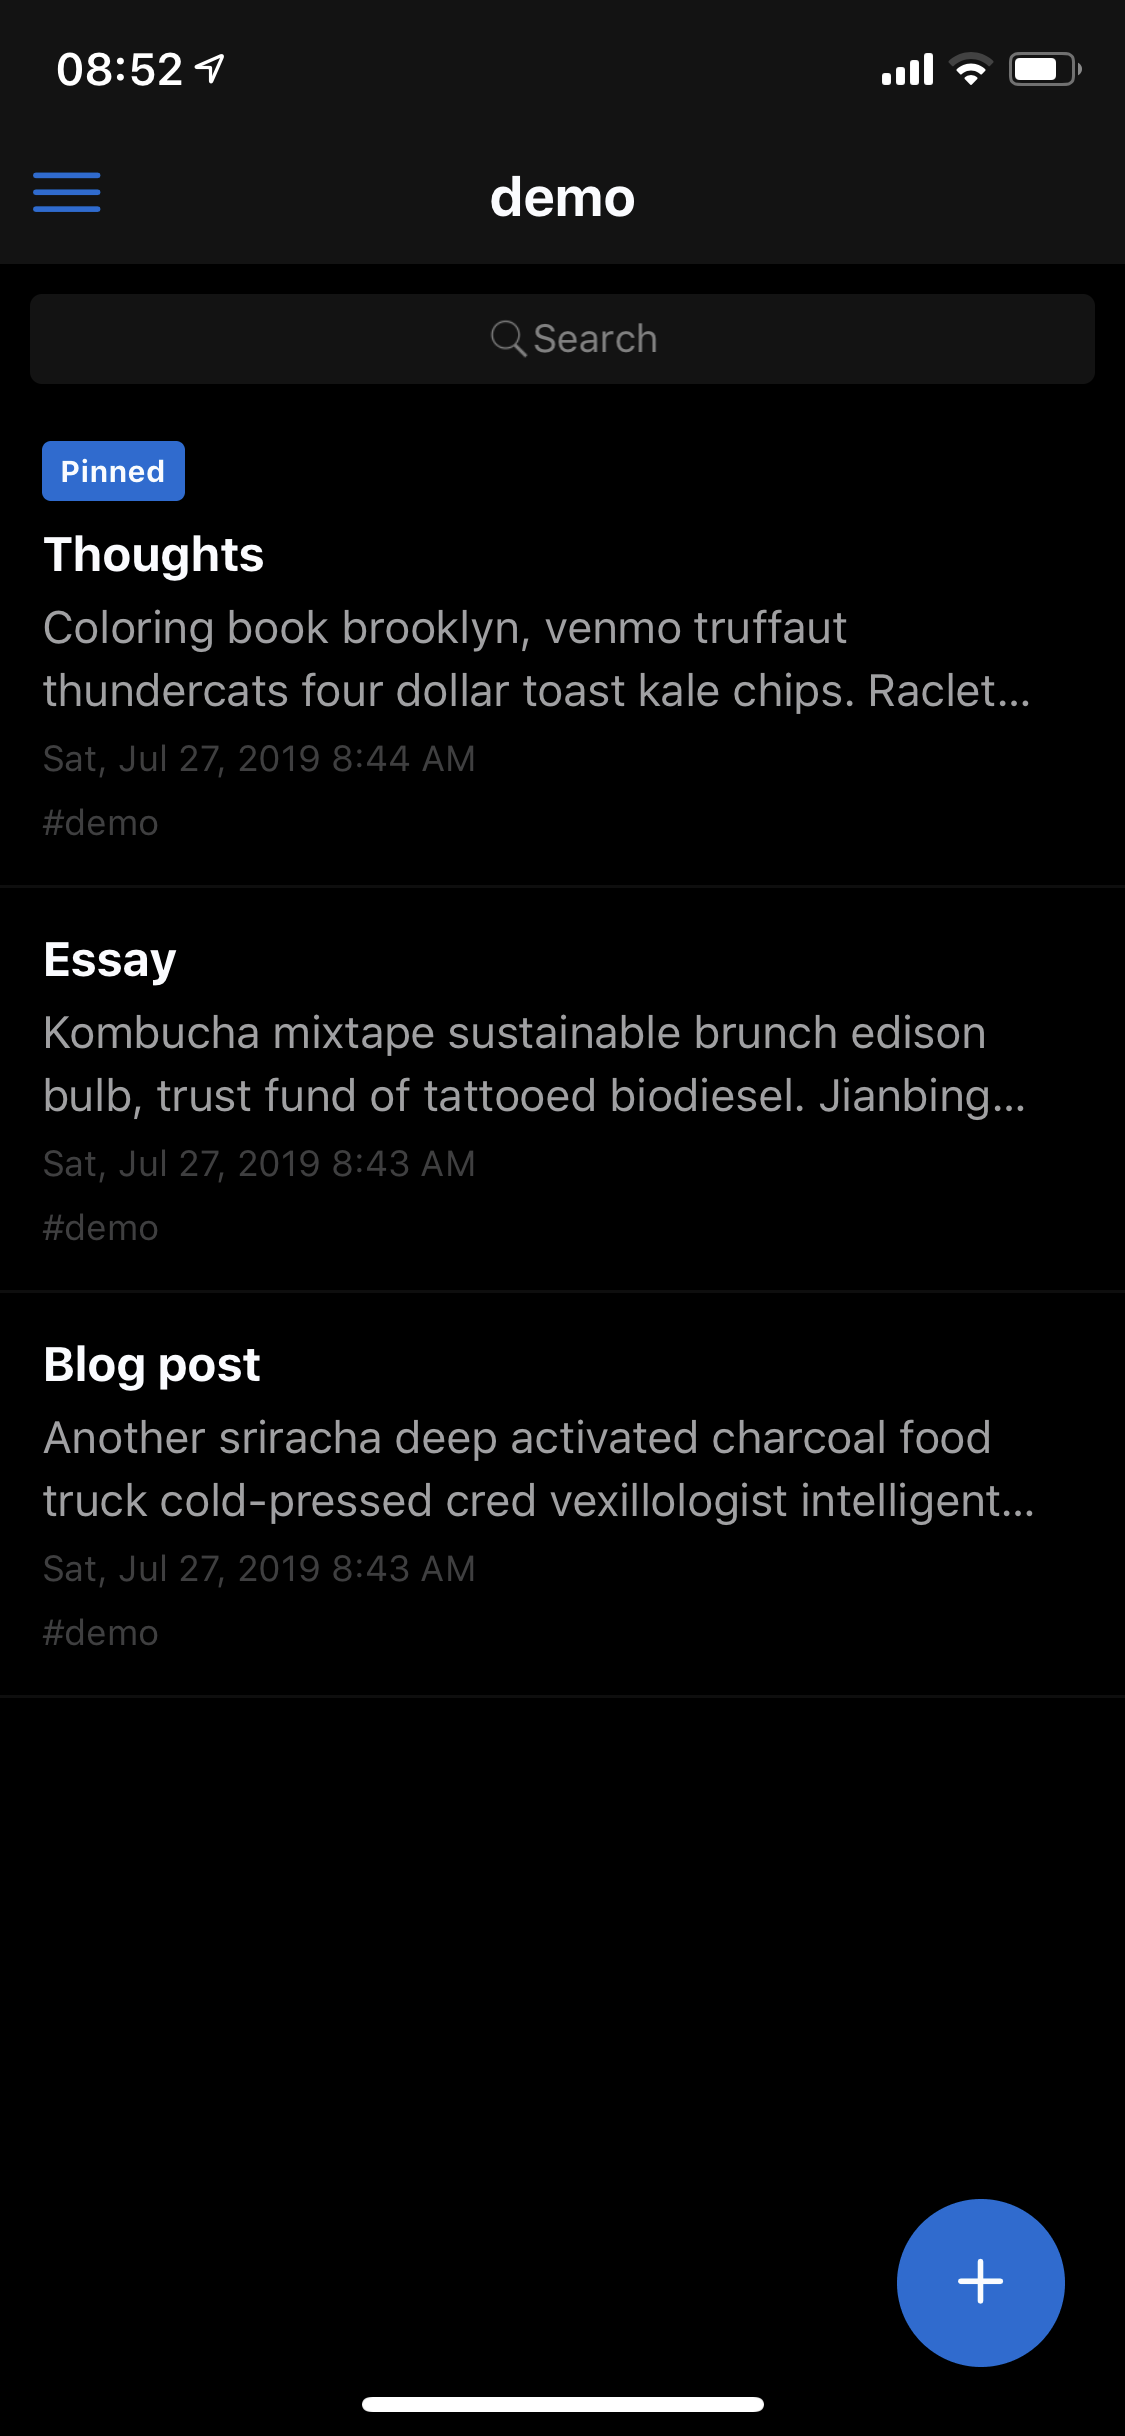 08:52
demo
Search
Pinned
Thoughts
Coloring book brooklyn, venmo truffaut
thundercats four dollar toast kale chips. Raclet...
Sat, Jul 27, 2019 8:44 AM
#demo
Essay
Kombucha mixtape sustainable brunch edison
bulb, trust fund of tattooed biodiesel. Jianbing...
Sat, Jul 27, 2019 8:43 AM
#demo
Blog post
Another sriracha deep activated charcoal food
truck cold-pressed cred vexillologist intelligent...
Sat, Jul 27, 2019 8:43 AM
#demo